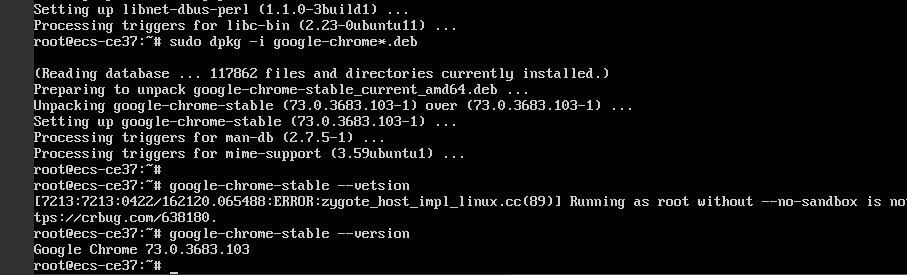 Setting up libnet-dbus-perl (1.1.0-3build1) ...
Processing triggers for libc-bin (2.23-0ubuntu11) ...
root@ecs-ce37:~# sudo dpkg -i google-chrome*.deb
(Reading database ... 117862 files and directories currently installed.)
Preparing to unpack google-chrome-stable_current_amd64.deb ...
Unpacking google-chrome-stable (73.0.3683.103-1) over (73.0.3683.103-1) ...
Setting up google-chrome-stable (73.0.3683.103-1) ...
Processing triggers for man-db (2.7.5-1) ...
Processing triggers for mime-support (3.59ubuntu1) ...
root@ecs-ce37:~#
root@ecs-ce37:~# google-chrome-stable --vetsion
[7213:7213:0422/162120.065488:ERROR:zygote_host_impl_linux.cc(89)] Running as root without --no-sandbox is no
tps://crbug.com/638180.
root@ecs-ce37:~# google-chrome-stable --version
Google Chrome 73.0.3683.103
root@ecs-ce37:~# _